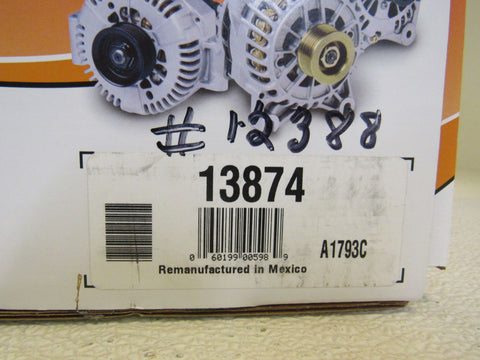 # 12388
13874
0 60199 00598 9
A1793C
Remanufactured in Mexico